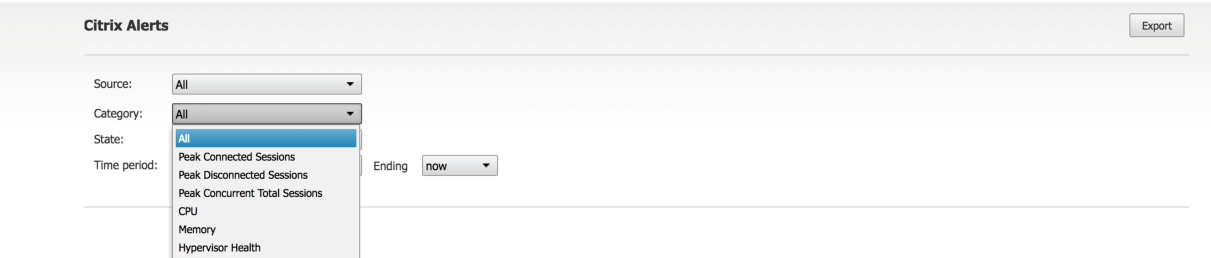 Citrix Alerts
Export
Source: All
Category: All
State:
All
Peak Connected Sessions
Time period: Ending now
Peak Disconnected Sessions
Peak Concurrent Total Sessions
CPU
Memory
Hypervisor Health